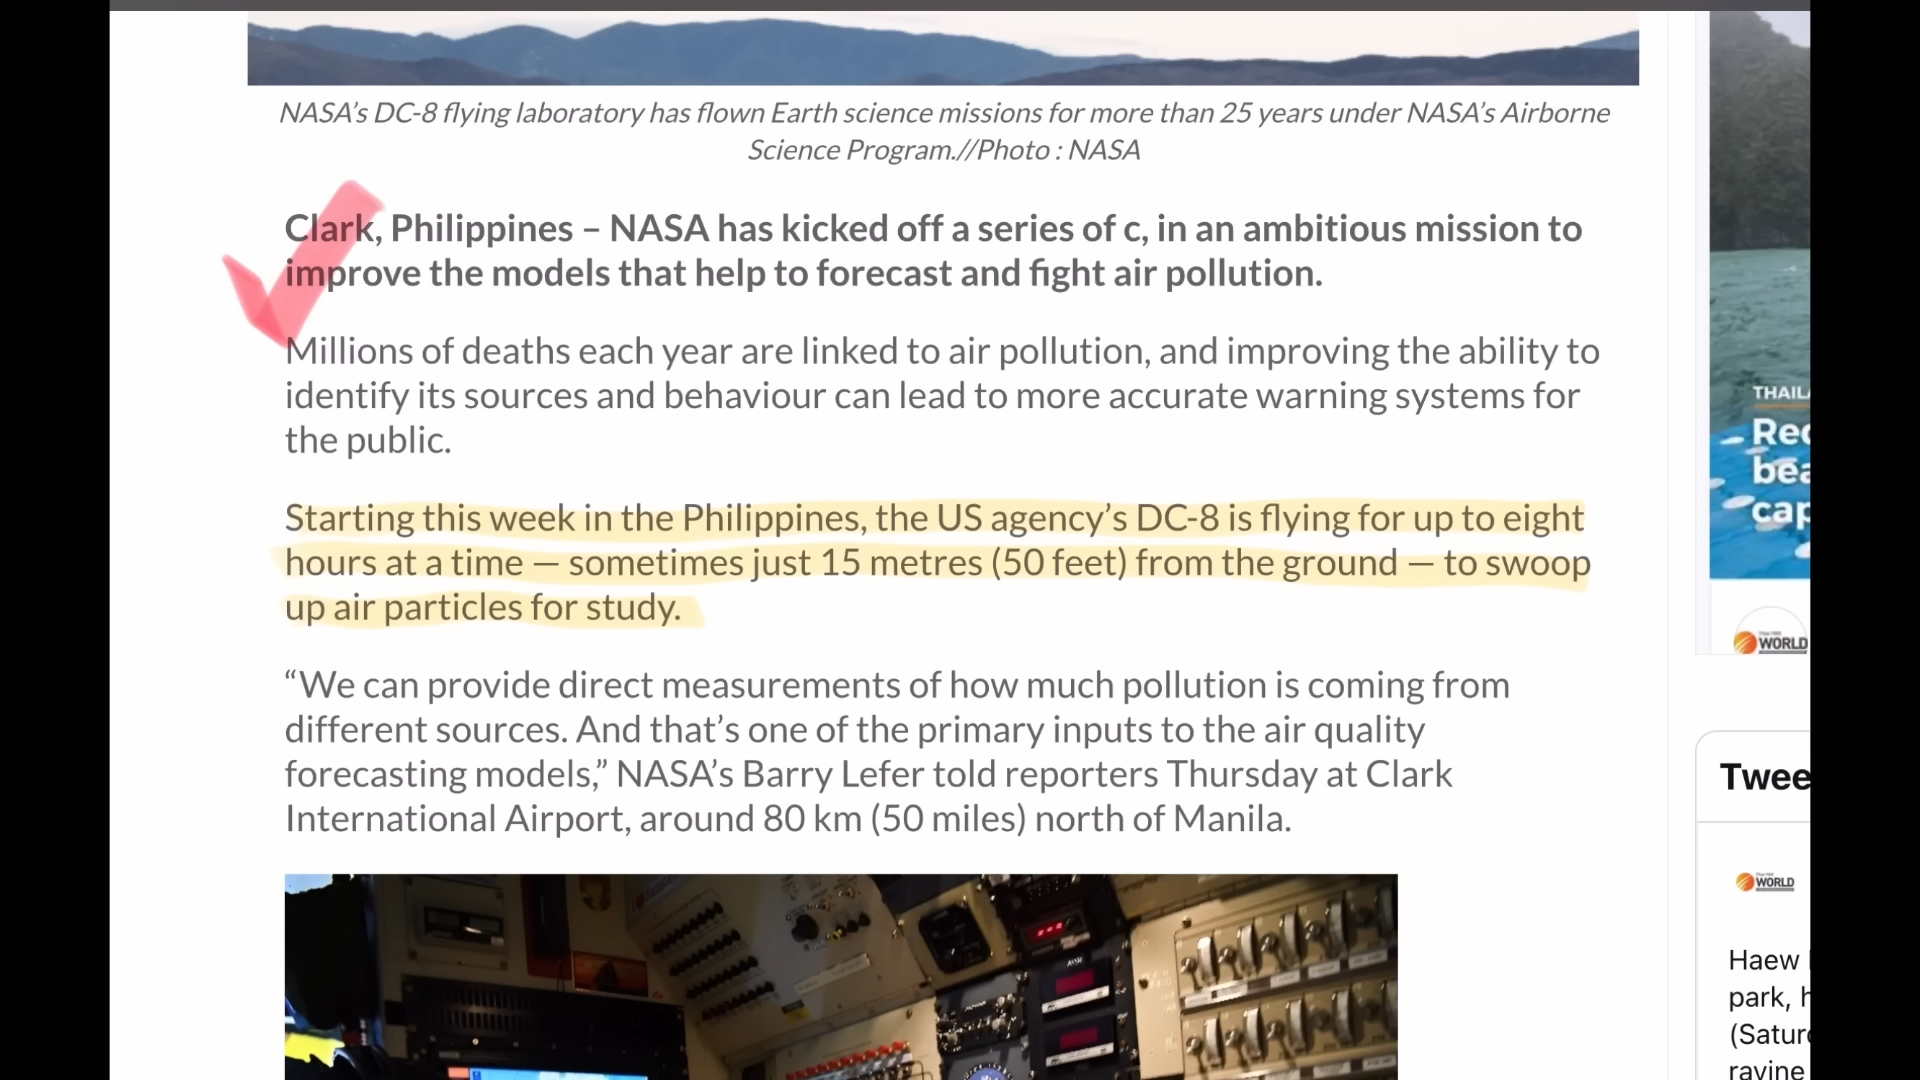 NASA’s DC-8 flying laboratory has flown Earth science missions for more than 25 years under NASA’s Airborne
Science Program.//Photo : NASA
Clark, Philippines – NASA has kicked off a series of c, in an ambitious mission to
improve the models that help to forecast and fight air pollution.
Millions of deaths each year are linked to air pollution, and improving the ability to
identify its sources and behaviour can lead to more accurate warning systems for
the public.
Starting this week in the Philippines, the US agency’s DC-8 is flying for up to eight
hours at a time — sometimes just 15 metres (50 feet) from the ground — to swoop
up air particles for study.
“We can provide direct measurements of how much pollution is coming from
different sources. And that’s one of the primary inputs to the air quality
forecasting models,” NASA’s Barry Lefer told reporters Thursday at Clark
International Airport, around 80 km (50 miles) north of Manila.
THAIL
Red
bea
cap
WORLD
Twee
WORLD
Haew
park, h
(Satur
ravine